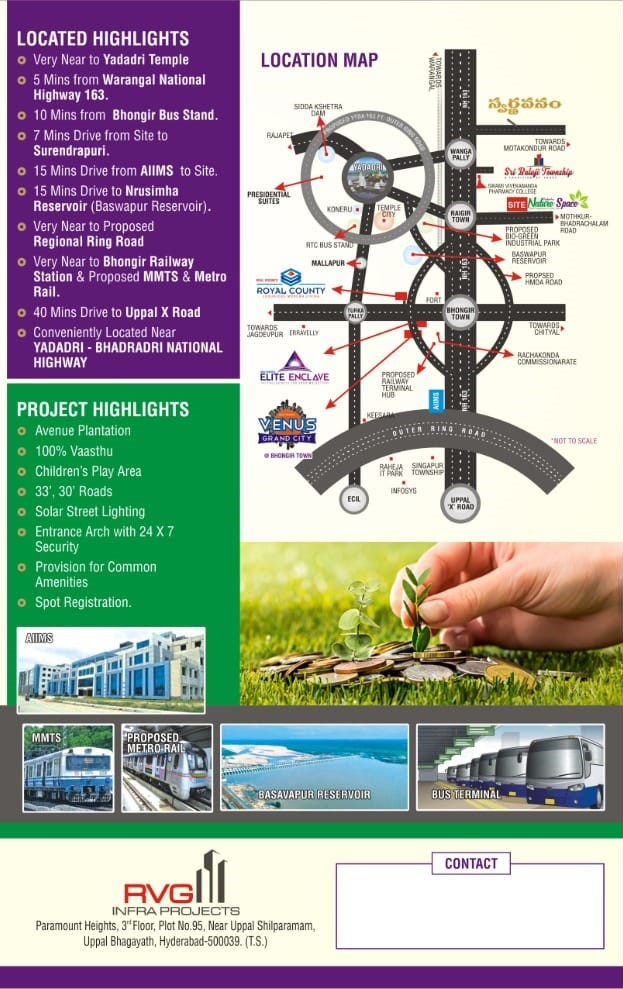 LOCATED HIGHLIGHTS
Very Near to Yadadri Temple
5 Mins from Warangal National
Highway 163.
10 Mins from Bhongir Bus Stand.
7 Mins Drive from Site to
Surendrapuri.
15 Mins Drive from AIIMS to Site.
15 Mins Drive to Nrusimha
Reservoir (Baswapur Reservoir).
Very Near to Proposed
Regional Ring Road
Very Near to Bhongir Railway
Station & Proposed MMTS & Metro
Rail.
40 Mins Drive to Uppal X Road
Conveniently Located Near
YADADRI - BHADRADRI NATIONAL
HIGHWAY
PROJECT HIGHLIGHTS
Avenue Plantation
100% Vaasthu
Children's Play Area
33', 30' Roads
Solar Street Lighting
Entrance Arch with 24 X 7
Security
Provision for Common
Amenities
Spot Registration.
LOCATION MAP
TOWARDS
WARANGAL
NH 163
స్వర్ణవనం
SIDDA KSHETRA
DAM
RAJAPET
YADADRI
WANGA
PALLY
TOWARDS
MOTAKONDUR ROAD
Sri Balaji Township
SWAMI VIVEKANANDA
PHARMACY COLLEGE
PRESIDENTIAL
SUITES
KONERU
TEMPLE
CITY
SITE
Nature Space
RAIGIR
TOWN
MOTHKUR-
BHADRACHALAM
ROAD
RTC BUS STAND
PROPOSED
BIO-GREEN
INDUSTRIAL PARK
MALLAPUR
BASWAPUR
RESERVOIR
NH 163
PROPSED
HMDA ROAD
ROYAL COUNTY
FORT
TURKA
PALLY
BHONGIR
TOWN
TOWARDS
JAGDEVPUR
ERRAVELLY
TOWARDS
CHITYAL
RACHAKONDA
COMMISSIONARATE
ELITE ENCLAVE
PROPOSED
RAILWAY
TERMINAL
HUB
AIIMS
NH 163
VENUS
GRAND CITY
@ BHONGIR TOWN
KEESARA
OUTER RING ROAD
*NOT TO SCALE
RAHEJA
IT PARK
SINGAPUR
TOWNSHIP
INFOSYS
ECIL
UPPAL
'X' ROAD
AIIMS
MMTS
PROPOSED
METRO RAIL
BASAVAPUR RESERVOIR
BUS TERMINAL
RVG
INFRA PROJECTS
Paramount Heights, 3rd Floor, Plot No.95, Near Uppal Shilparamam,
Uppal Bhagayath, Hyderabad-500039. (T.S.)
CONTACT